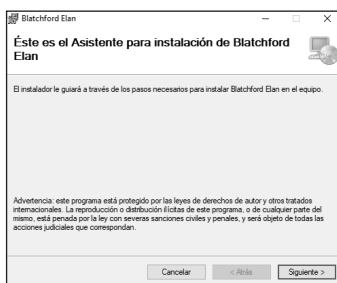 Blatchford Elan
Éste es el Asistente para instalación de Blatchford
Elan
El instalador le guiará a través de los pasos necesarios para instalar Blatchford Elan en el equipo.
Advertencia: este programa está protegido por las leyes de derechos de autor y otros tratados
internacionales. La reproducción o distribución ilícitas de este programa, o de cualquier parte del
mismo, está penada por la ley con severas sanciones civiles y penales, y será objeto de todas las
acciones judiciales que correspondan.
Cancelar < Atrás Siguiente >